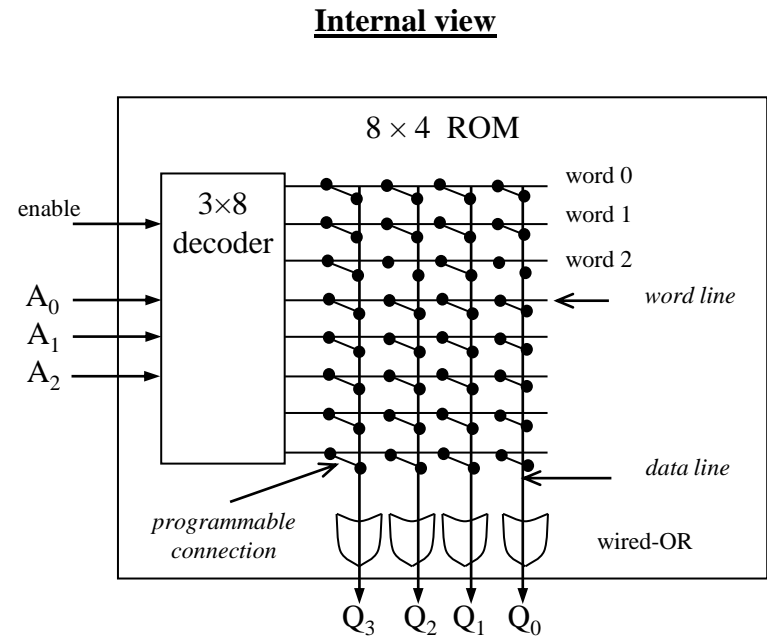 Internal view
8 × 4 ROM
word 0
3×8
decoder
enable
word 1
word 2
A₀
word line
A₁
A₂
data line
programmable
connection
wired-OR
Q₃ Q₂ Q₁ Q₀